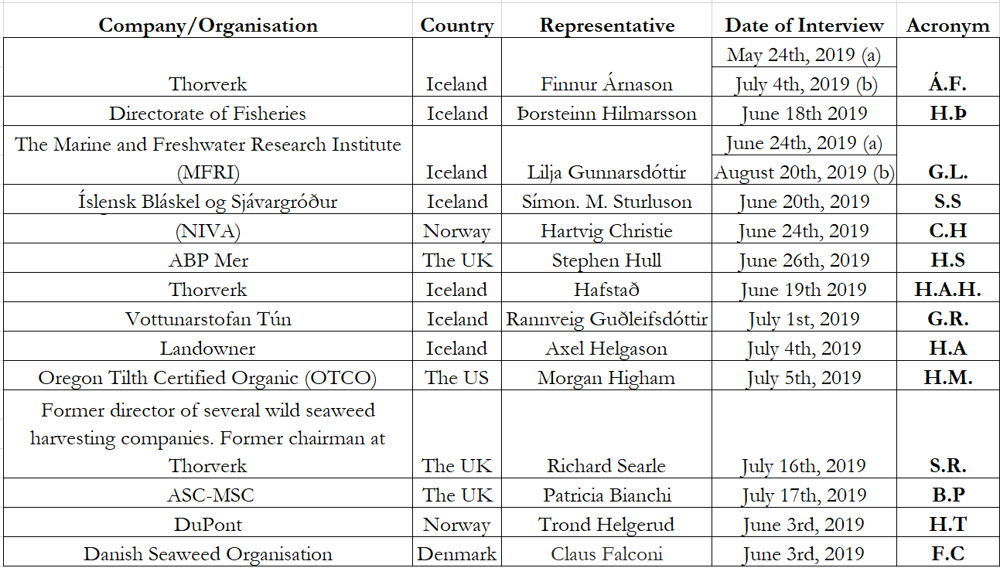 Company/Organisation Country Representative Date of Interview Acronym
May 24th, 2019 (a)
Thorverk Iceland Finnur Árnason July 4th, 2019 (b) Á.F.
Directorate of Fisheries Iceland Þorsteinn Hilmarsson June 18th 2019 H.Þ
The Marine and Freshwater Research Institute June 24th, 2019 (a)
(MFRI) Iceland Lilja Gunnarsdóttir August 20th, 2019 (b) G.L.
Íslensk Bláskel og Sjávargróður Iceland Símon. M. Sturluson June 20th, 2019 S.S
(NIVA) Norway Hartvig Christie June 24th, 2019 C.H
ABP Mer The UK Stephen Hull June 26th, 2019 H.S
Thorverk Iceland Hafstað June 19th 2019 H.A.H.
Vottunarstofan Tún Iceland Rannveig Guðleifsdóttir July 1st, 2019 G.R.
Landowner Iceland Axel Helgason July 4th, 2019 H.A
Oregon Tilth Certified Organic (OTCO) The US Morgan Higham July 5th, 2019 H.M.
Former director of several wild seaweed
harvesting companies. Former chairman at
Thorverk The UK Richard Searle July 16th, 2019 S.R.
ASC-MSC The UK Patricia Bianchi July 17th, 2019 B.P
DuPont Norway Trond Helgerud June 3rd, 2019 H.T
Danish Seaweed Organisation Denmark Claus Falconi June 3rd, 2019 F.C